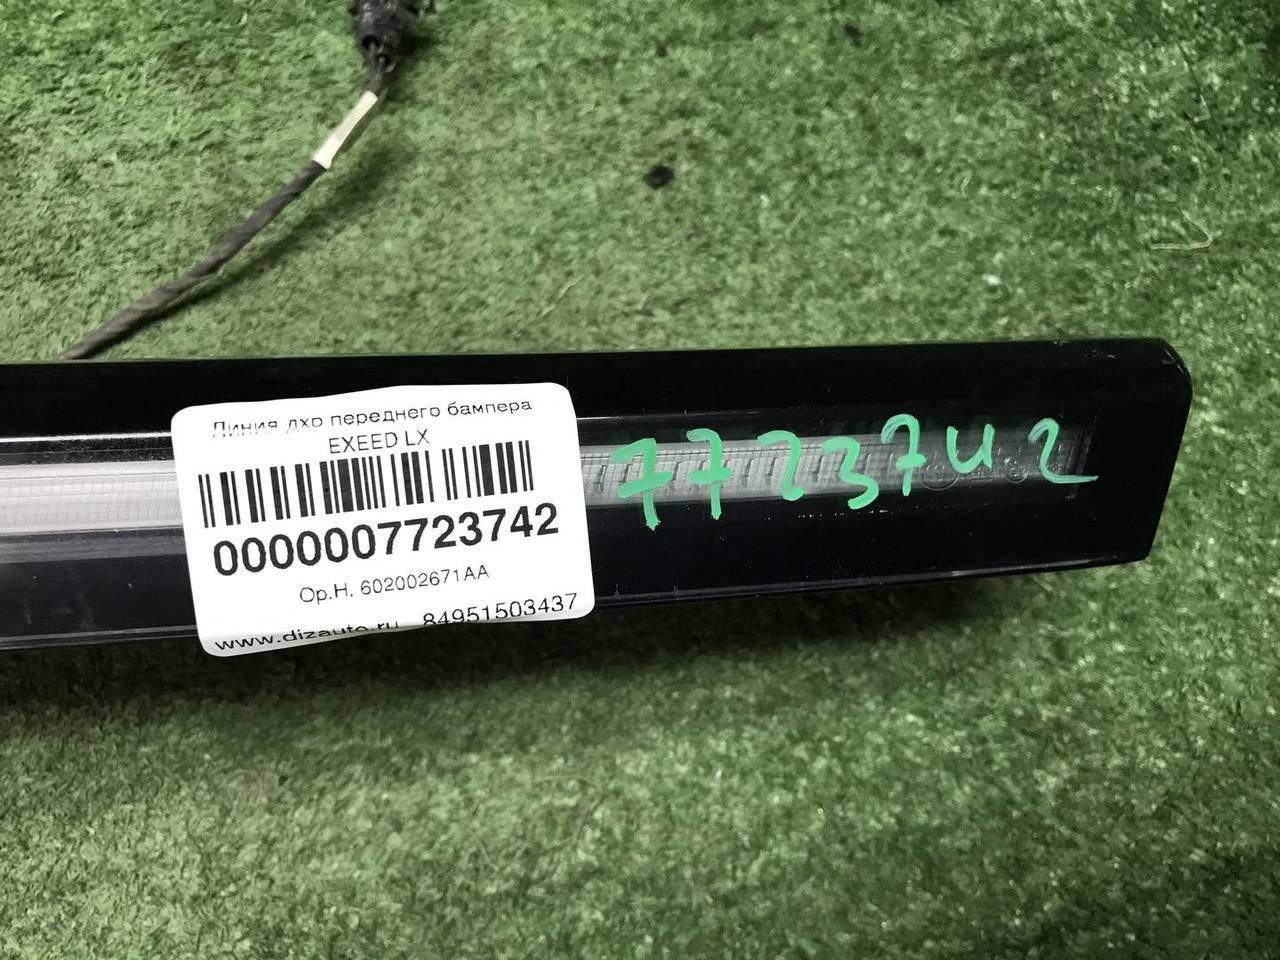 Линия дхо переднего бампера
EXEED LX
0000007723742
Ор.Н. 602002671AA
www.dizauto.ru 84951503437
7723742